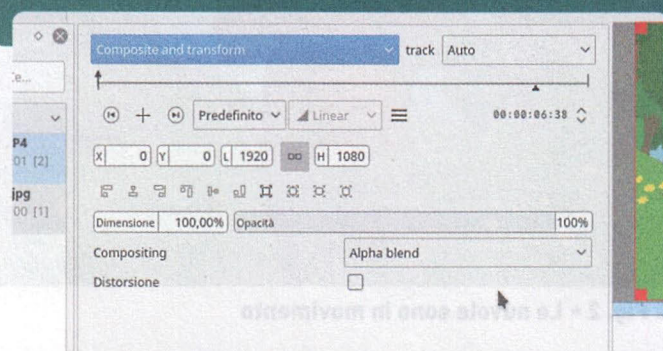 Composite and transform track Auto
Predefinito Linear 00:00:06:38
X 0 Y 0 L 1920 H 1080
Dimensione 100,00% Opacità 100%
Compositing Alpha blend
Distorsione
P4
01 [2]
jpg
00 [1]
2 • Le nuvole sono in movimento